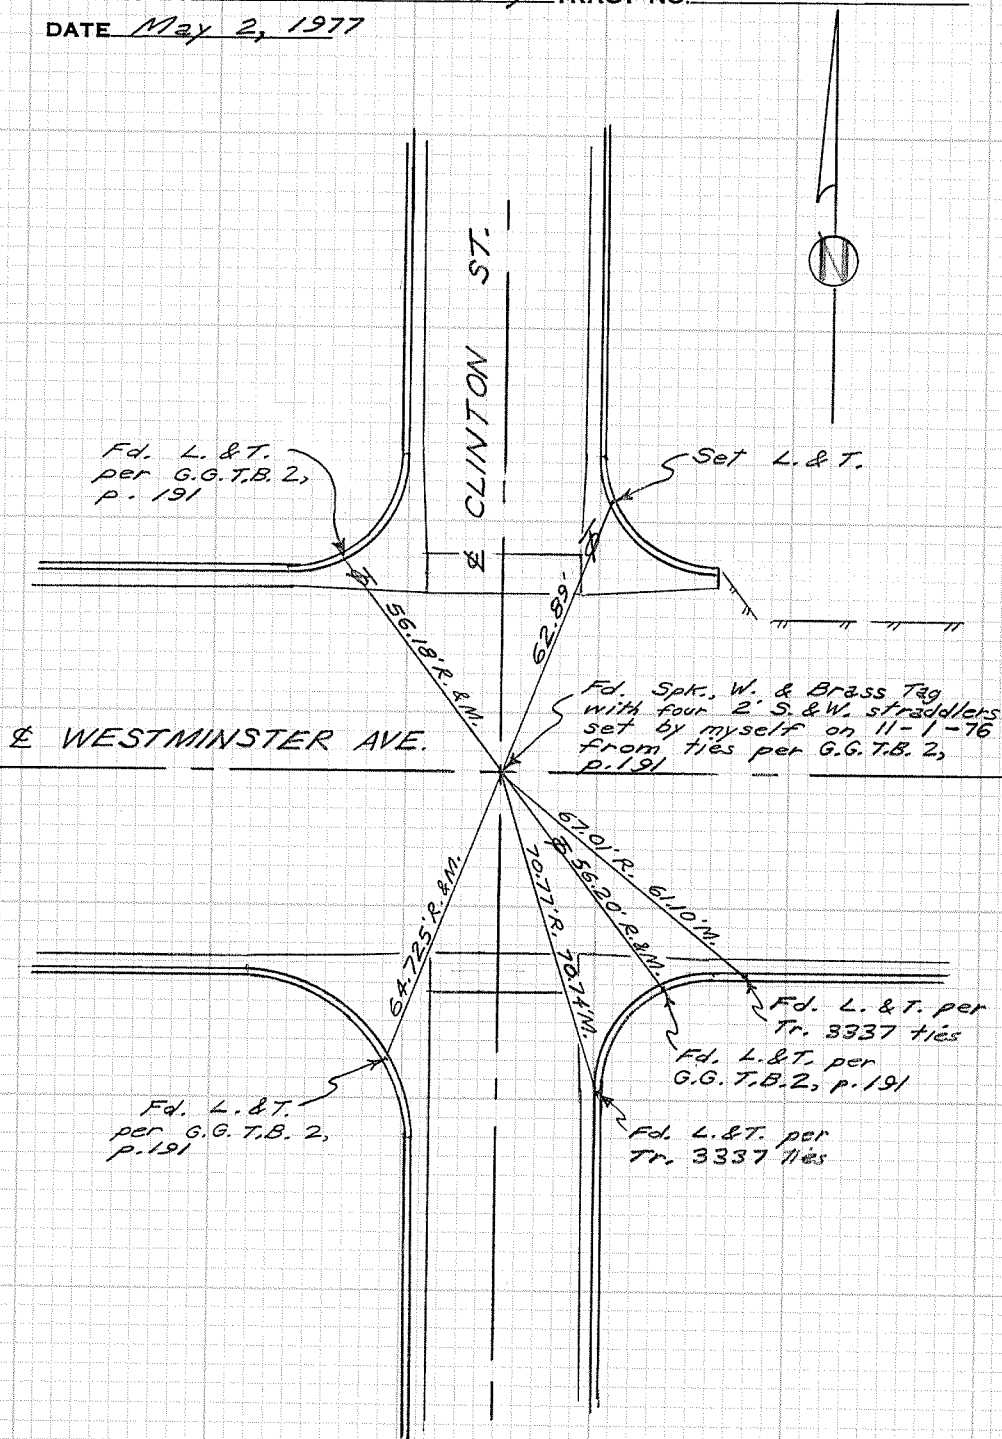 TRACT NO.
DATE May 2, 1977
N
℄ CLINTON ST.
Fd. L. & T.
per G.G.T.B. 2,
p. 191
Set L. & T.
56.18' R. & M.
62.89'
Fd. Spk., W. & Brass Tag
with four 2' S. & W. straddlers
set by myself on 11-1-76
from ties per G.G.T.B. 2,
p. 191
℄ WESTMINSTER AVE.
64.725' R. & M.
70.77' R. 70.74' M.
56.20' R. & M.
67.01' R. 61.10' M.
Fd. L. & T. per
Tr. 3337 ties
Fd. L. & T. per
G.G.T.B. 2, p. 191
Fd. L. & T.
per G.G.T.B. 2,
p. 191
Fd. L. & T. per
Tr. 3337 ties